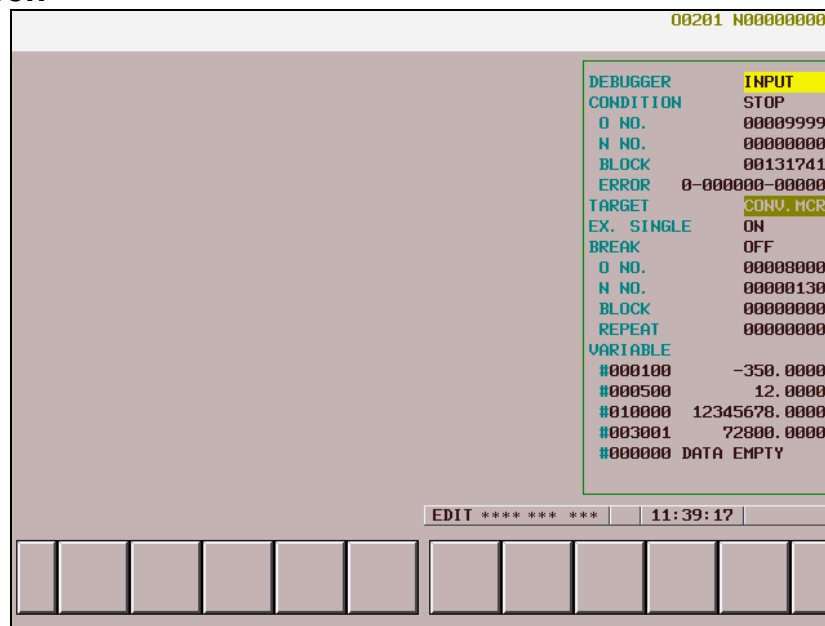 O0201 N00000000
DEBUGGER INPUT
CONDITION STOP
O NO. 00009999
N NO. 00000000
BLOCK 00131741
ERROR 0-000000-00000
TARGET CONV.MCR
EX. SINGLE ON
BREAK OFF
O NO. 00008000
N NO. 00000130
BLOCK 00000000
REPEAT 00000000
VARIABLE
#000100 -350.0000
#000500 12.0000
#010000 12345678.0000
#003001 72800.0000
#000000 DATA EMPTY
EDIT **** *** *** 11:39:17